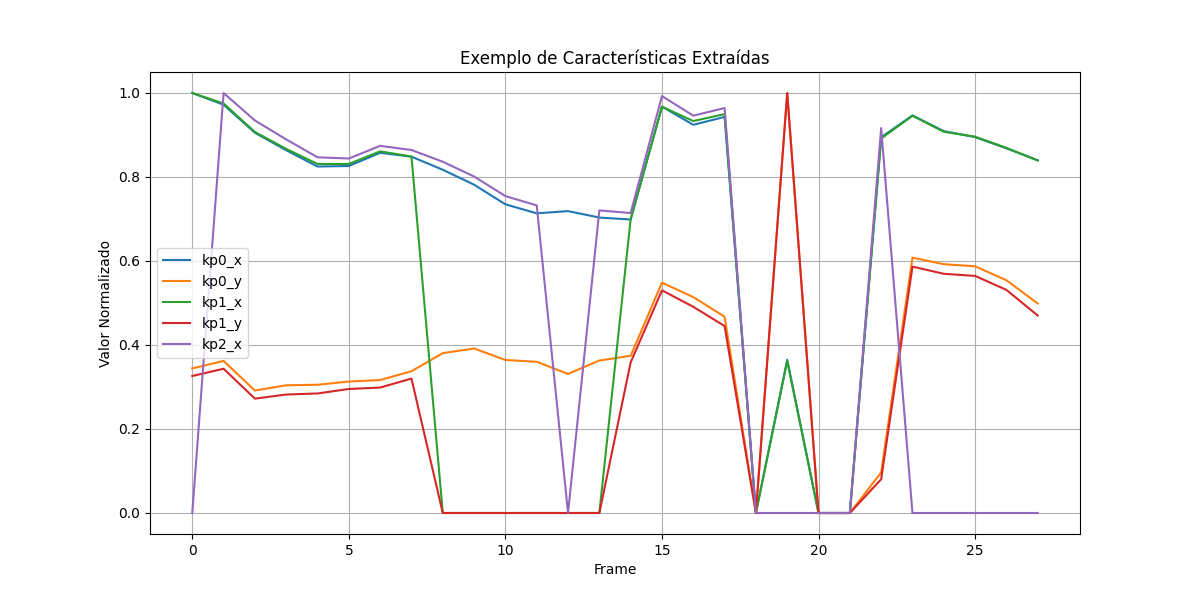 Exemplo de Características Extraídas
Valor Normalizado
1.0
0.8
0.6
0.4
0.2
0.0
kp0_x
kp0_y
kp1_x
kp1_y
kp2_x
0 5 10 15 20 25
Frame